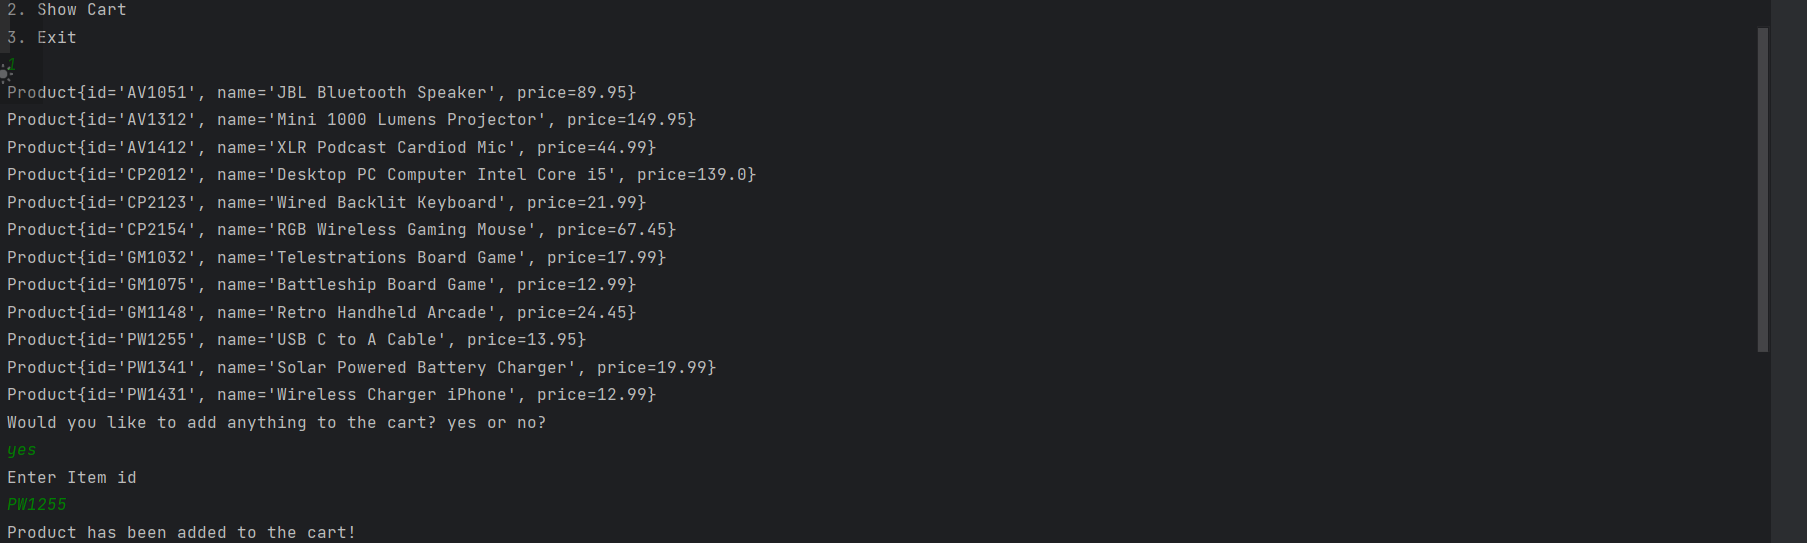 2. Show Cart
3. Exit
1
Product{id='AV1051', name='JBL Bluetooth Speaker', price=89.95}
Product{id='AV1312', name='Mini 1000 Lumens Projector', price=149.95}
Product{id='AV1412', name='XLR Podcast Cardiod Mic', price=44.99}
Product{id='CP2012', name='Desktop PC Computer Intel Core i5', price=139.0}
Product{id='CP2123', name='Wired Backlit Keyboard', price=21.99}
Product{id='CP2154', name='RGB Wireless Gaming Mouse', price=67.45}
Product{id='GM1032', name='Telestrations Board Game', price=17.99}
Product{id='GM1075', name='Battleship Board Game', price=12.99}
Product{id='GM1148', name='Retro Handheld Arcade', price=24.45}
Product{id='PW1255', name='USB C to A Cable', price=13.95}
Product{id='PW1341', name='Solar Powered Battery Charger', price=19.99}
Product{id='PW1431', name='Wireless Charger iPhone', price=12.99}
Would you like to add anything to the cart? yes or no?
yes
Enter Item id
PW1255
Product has been added to the cart!